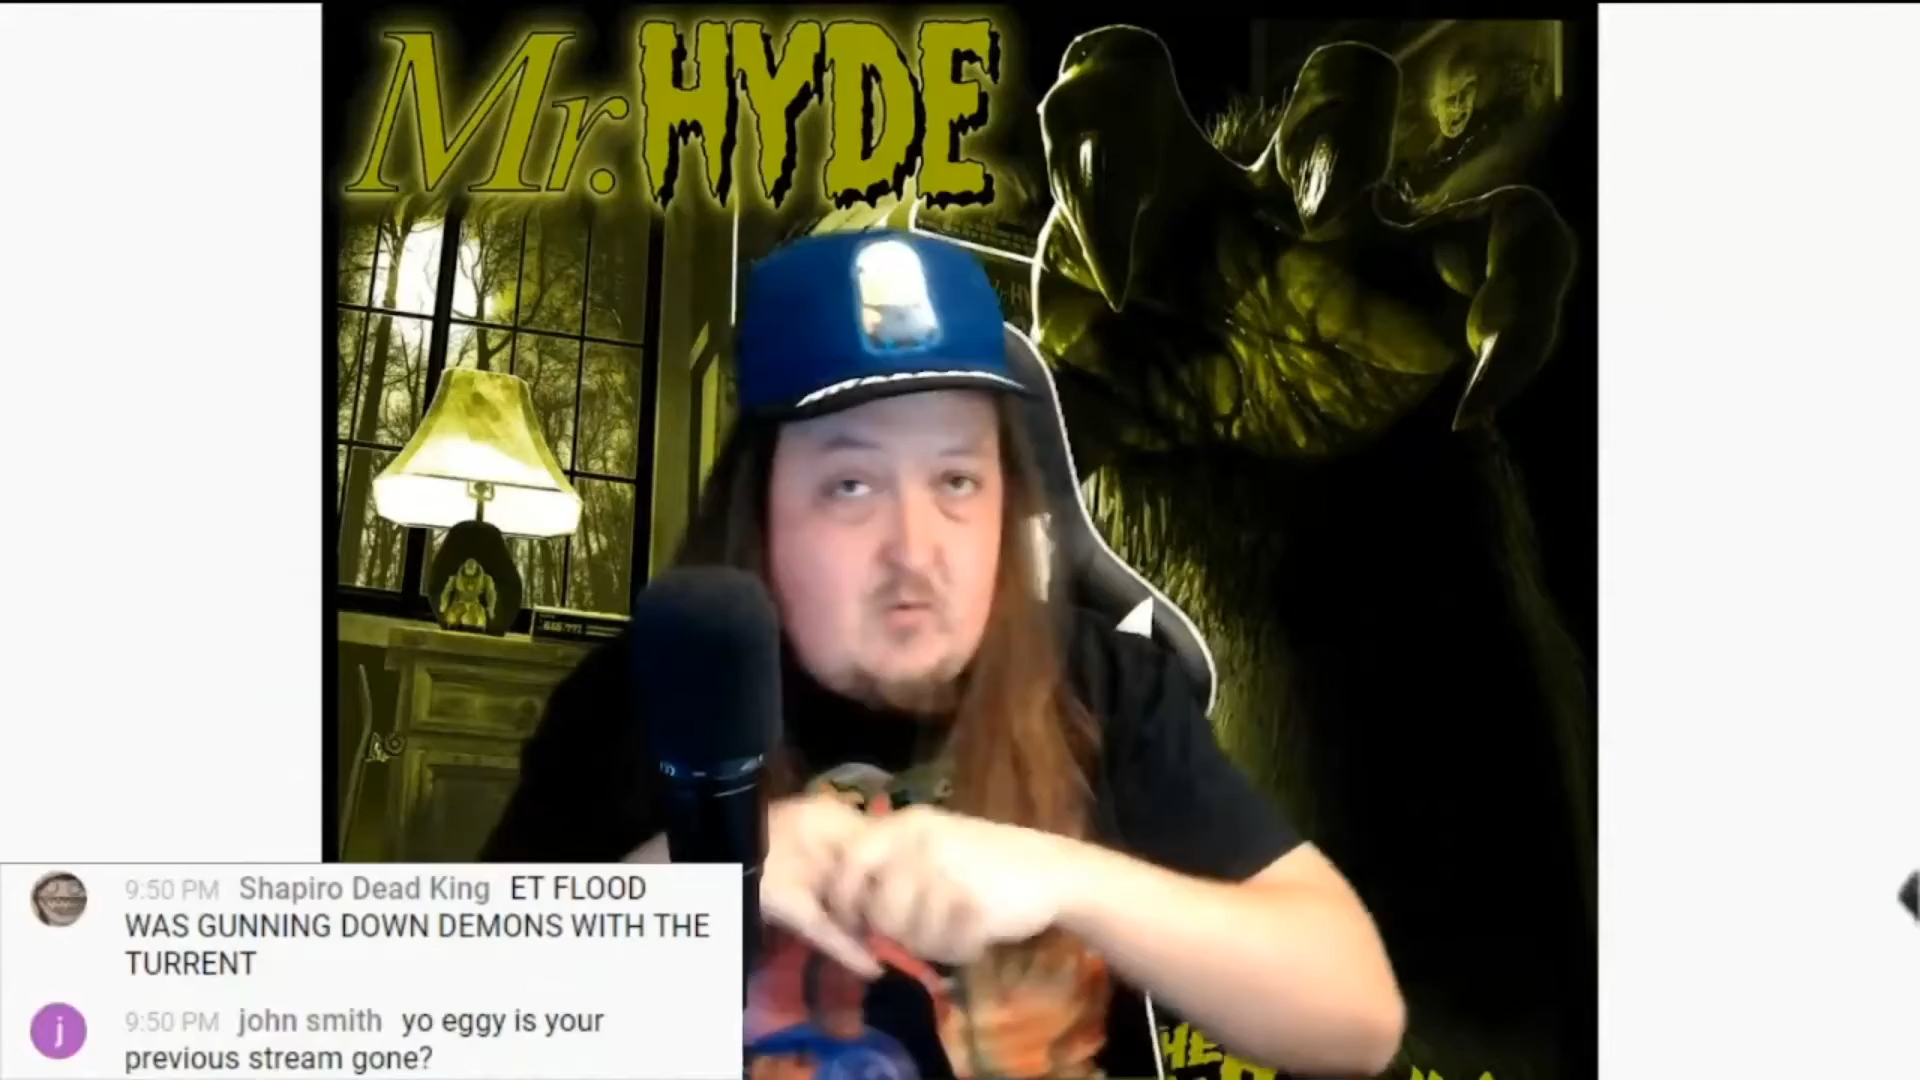 Mr. HYDE
9:50 PM Shapiro Dead King ET FLOOD
WAS GUNNING DOWN DEMONS WITH THE
TURRENT
j
9:50 PM john smith yo eggy is your
previous stream gone?